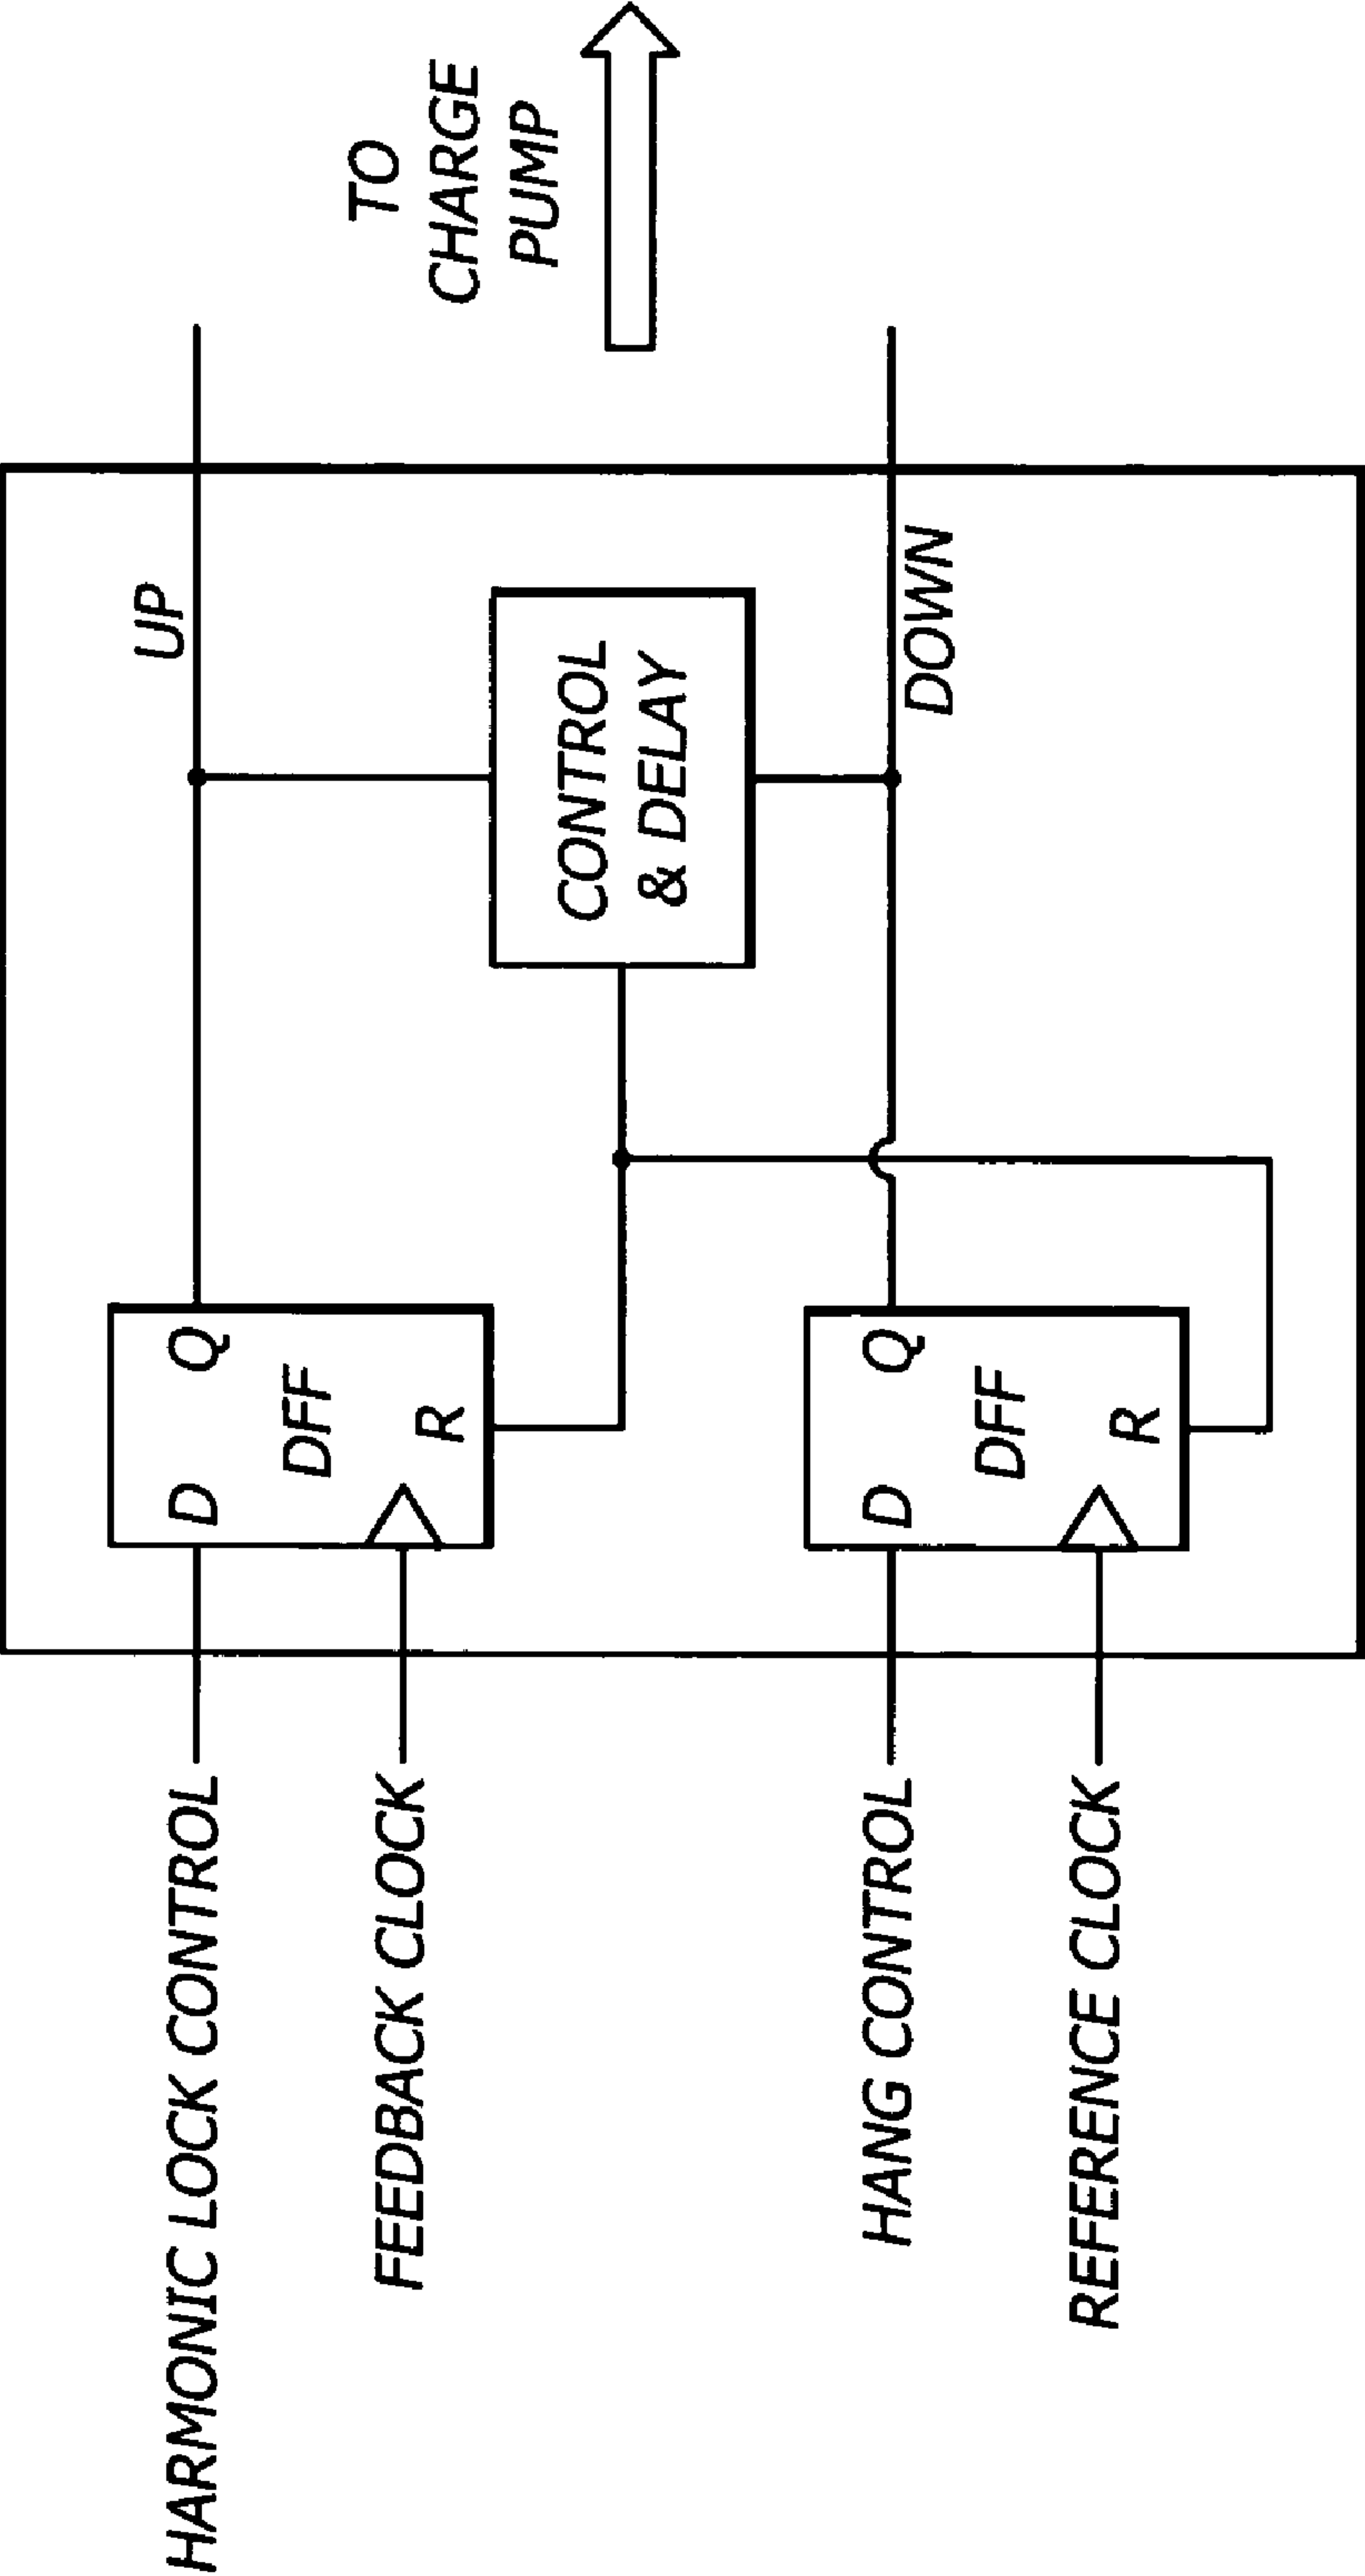 HARMONIC LOCK CONTROL
FEEDBACK CLOCK
HANG CONTROL
REFERENCE CLOCK
D
Q
DFF
R
D
Q
DFF
R
CONTROL
& DELAY
UP
DOWN
TO
CHARGE
PUMP